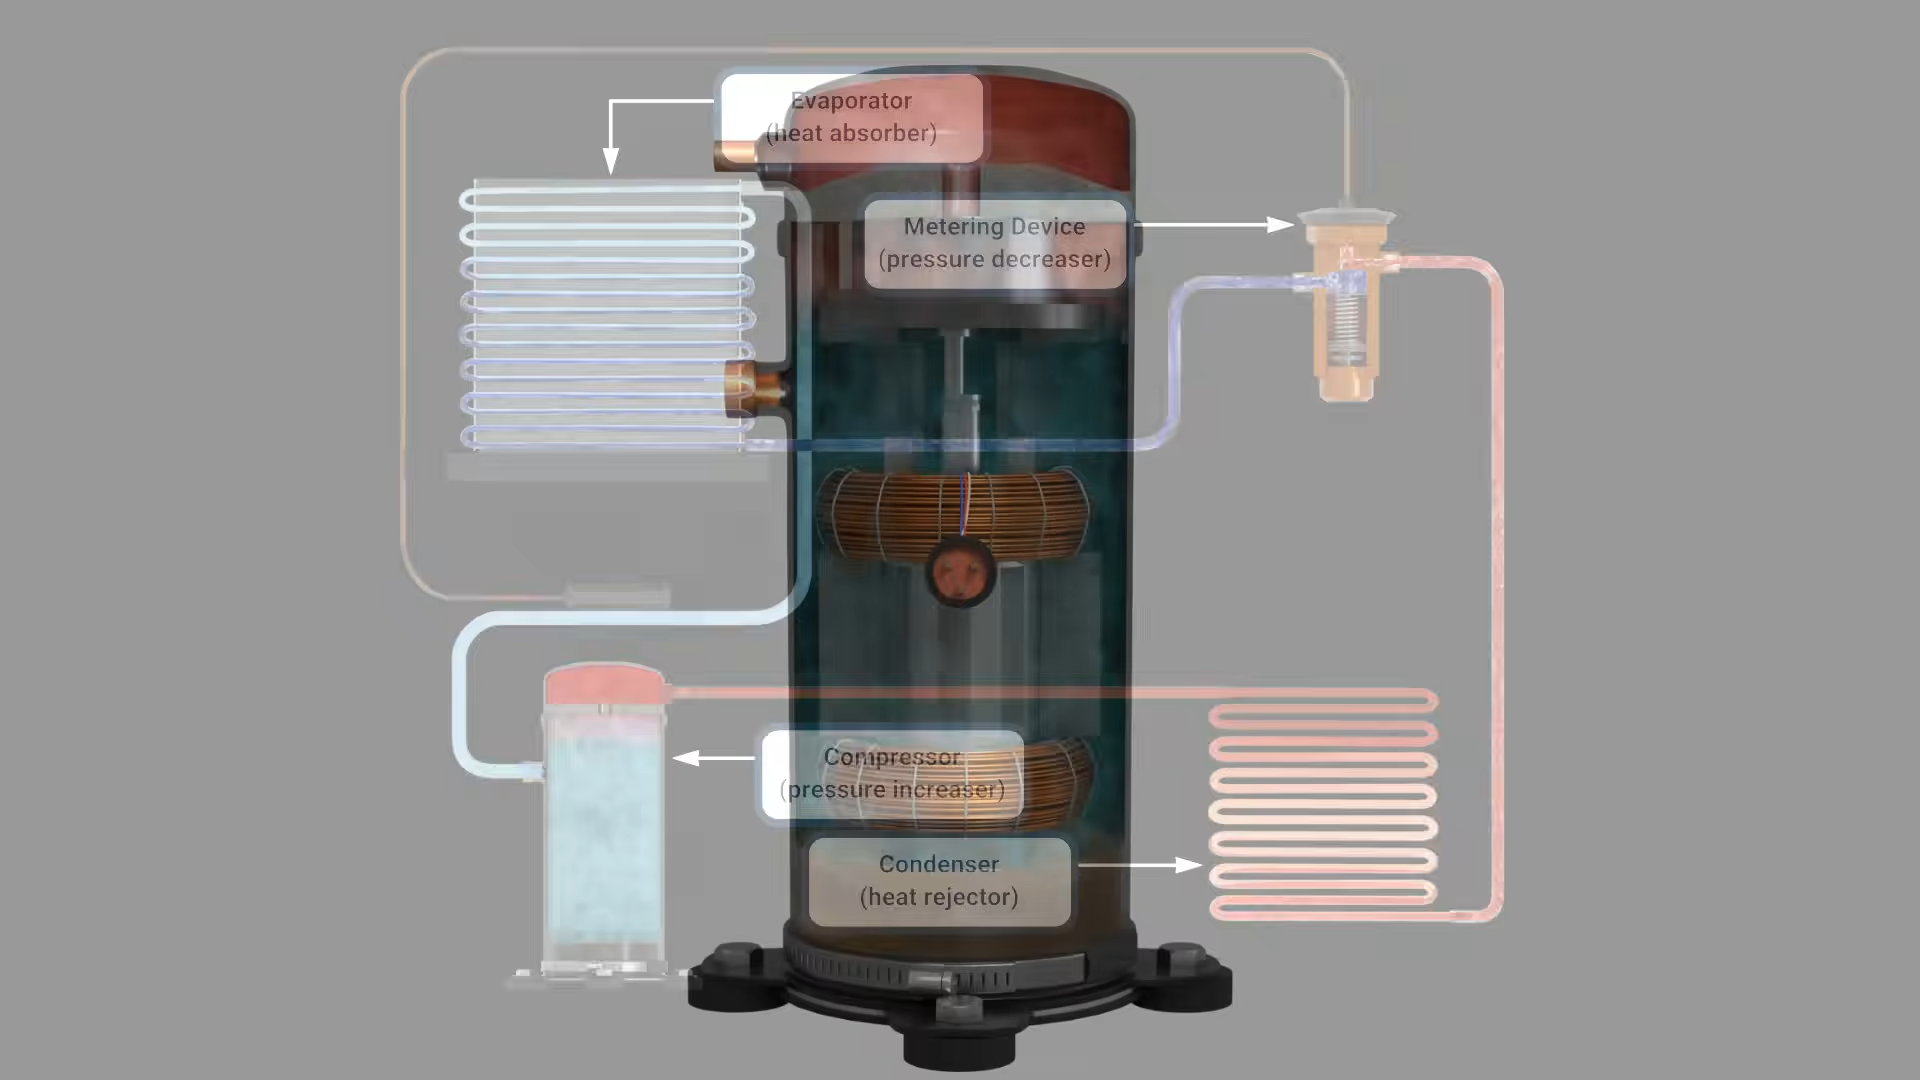 Evaporator
(heat absorber)
Metering Device
(pressure decreaser)
Compressor
(pressure increaser)
Condenser
(heat rejector)